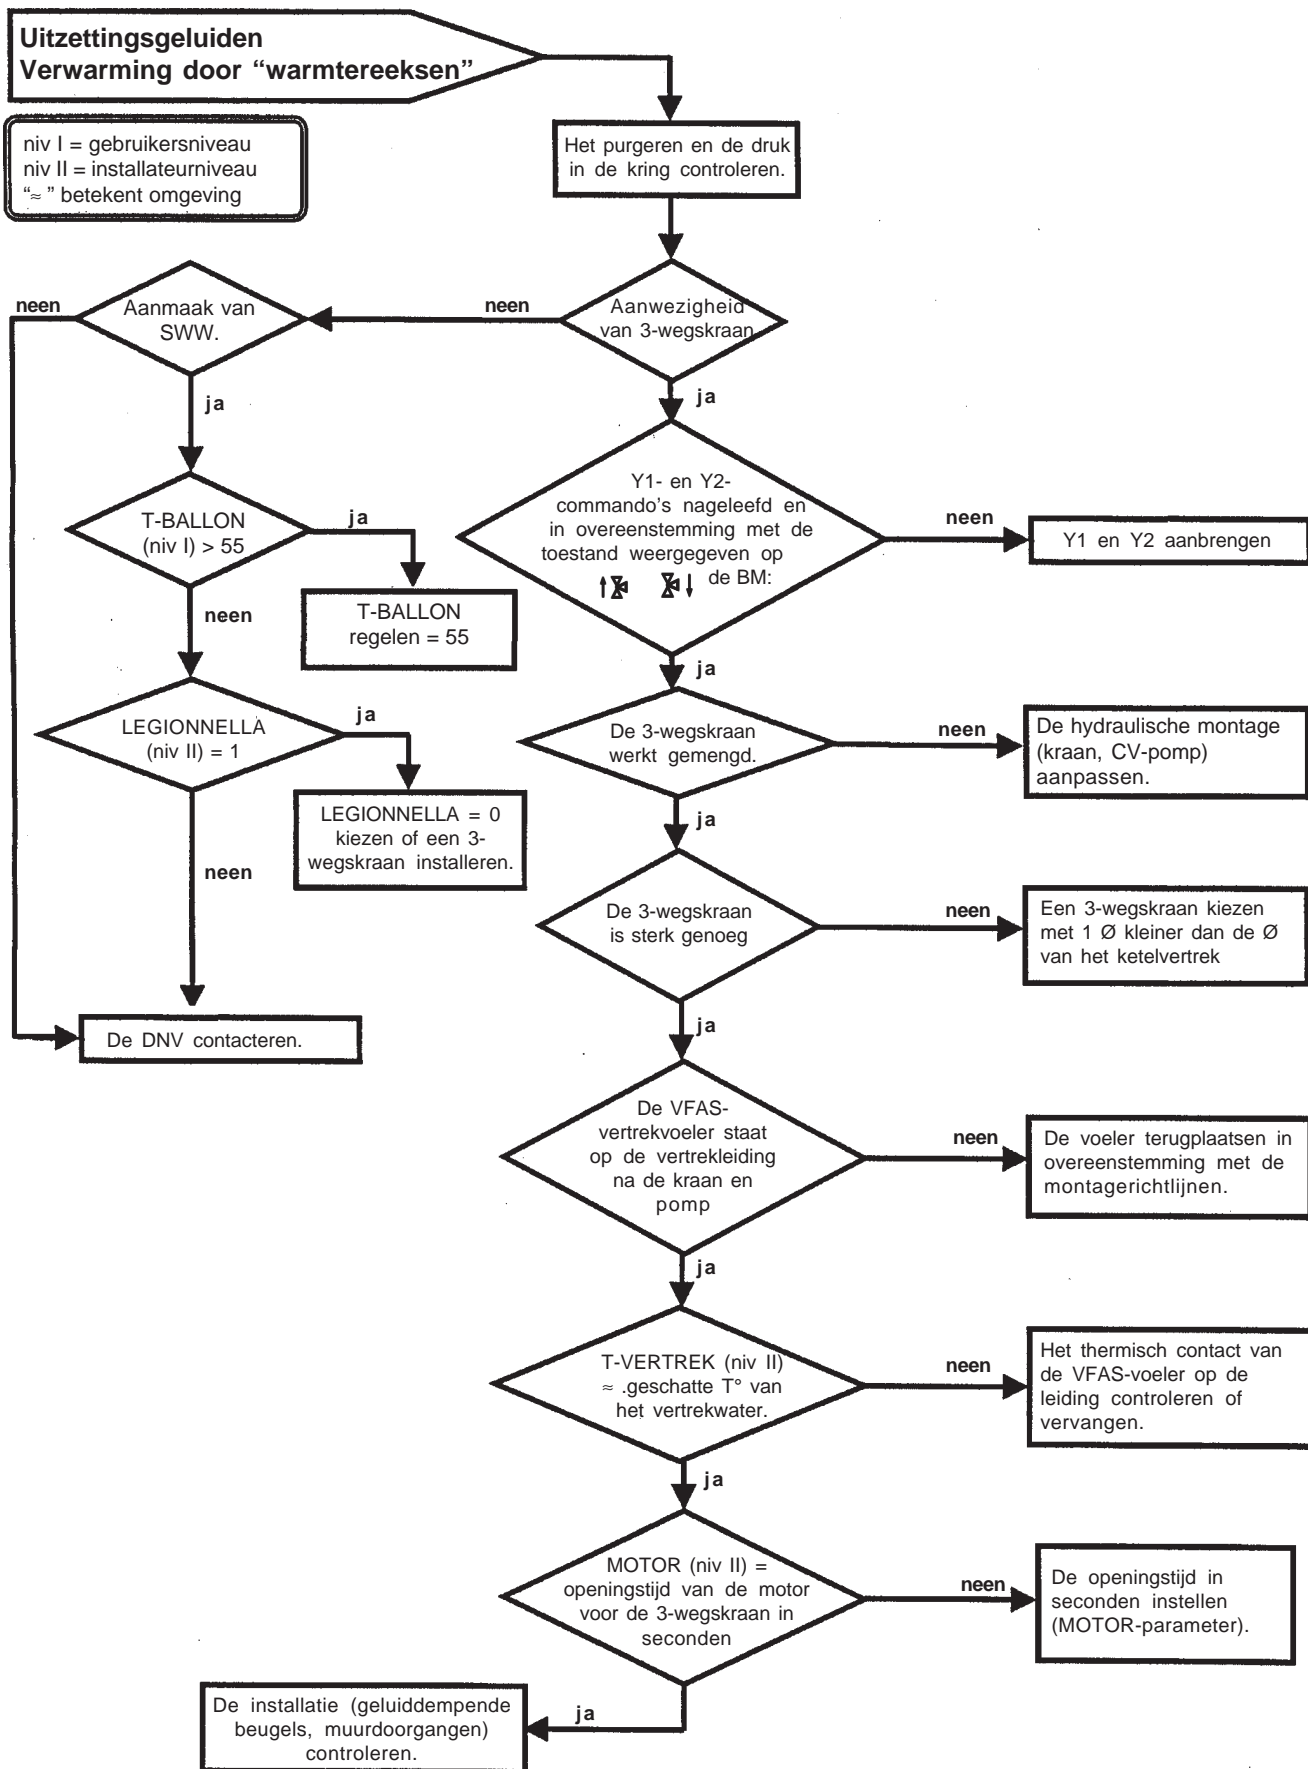 Uitzettingsgeluiden
Verwarming door “warmtereeksen”
niv I = gebruikersniveau
niv II = installateurniveau
“≈ ” betekent omgeving
Het purgeren en de druk
in de kring controleren.
neen
Aanmaak van
SWW.
neen
Aanwezigheid
van 3-wegskraan
ja
ja
T-BALLON
(niv I) > 55
ja
T-BALLON
regelen = 55
neen
Y1- en Y2-
commando’s nageleefd en
in overeenstemming met de
toestand weergegeven op
de BM:
neen
Y1 en Y2 aanbrengen
ja
LEGIONNELLA
(niv II) = 1
ja
LEGIONNELLA = 0
kiezen of een 3-
wegskraan installeren.
neen
De 3-wegskraan
werkt gemengd.
neen
De hydraulische montage
(kraan, CV-pomp)
aanpassen.
ja
De 3-wegskraan
is sterk genoeg
neen
Een 3-wegskraan kiezen
met 1 Ø kleiner dan de Ø
van het ketelvertrek
De DNV contacteren.
ja
De VFAS-
vertrekvoeler staat
op de vertrekleiding
na de kraan en
pomp
neen
De voeler terugplaatsen in
overeenstemming met de
montagerichtlijnen.
ja
T-VERTREK (niv II)
≈ .geschatte T° van
het vertrekwater.
neen
Het thermisch contact van
de VFAS-voeler op de
leiding controleren of
vervangen.
ja
MOTOR (niv II) =
openingstijd van de motor
voor de 3-wegskraan in
seconden
neen
De openingstijd in
seconden instellen
(MOTOR-parameter).
ja
De installatie (geluiddempende
beugels, muurdoorgangen)
controleren.